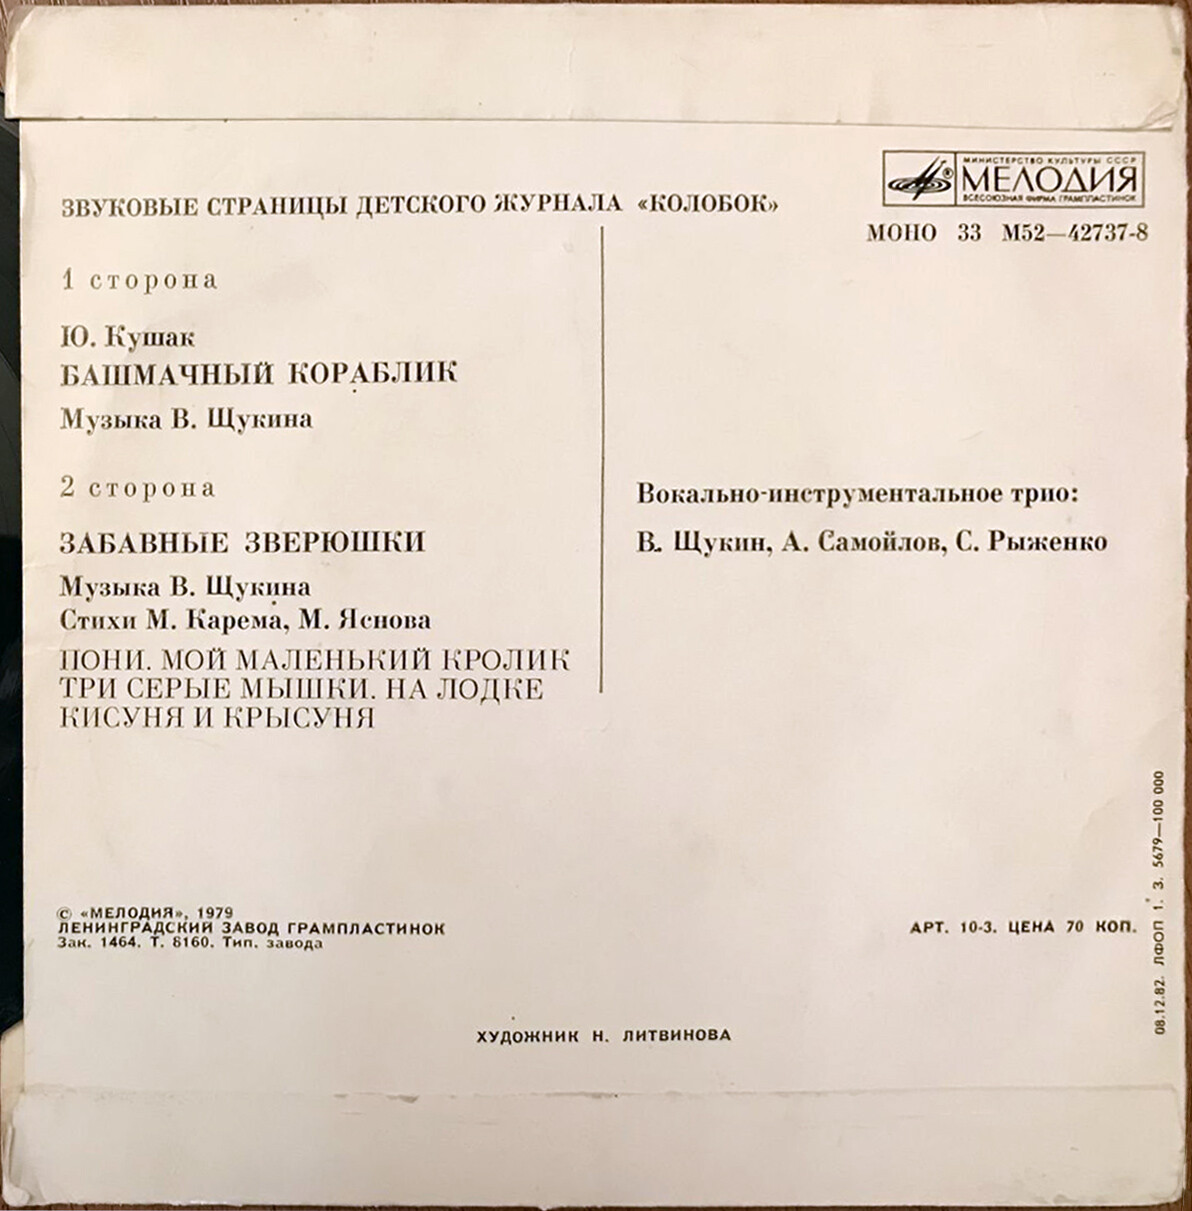 МИНИСТЕРСТВО КУЛЬТУРЫ СССР
МЕЛОДИЯ
ВСЕСОЮЗНАЯ ФИРМА ГРАМПЛАСТИНОК
МОНО 33 М52—42737-8
ЗВУКОВЫЕ СТРАНИЦЫ ДЕТСКОГО ЖУРНАЛА «КОЛОБОК»
1 сторона
Ю. Кушак
БАШМАЧНЫЙ КОРАБЛИК
Музыка В. Щукина
2 сторона
ЗАБАВНЫЕ ЗВЕРЮШКИ
Музыка В. Щукина
Стихи М. Карема, М. Яснова
ПОНИ. МОЙ МАЛЕНЬКИЙ КРОЛИК
ТРИ СЕРЫЕ МЫШКИ. НА ЛОДКЕ
КИСУНЯ И КРЫСУНЯ
Вокально-инструментальное трио:
В. Щукин, А. Самойлов, С. Рыженко
© «МЕЛОДИЯ», 1979
ЛЕНИНГРАДСКИЙ ЗАВОД ГРАМПЛАСТИНОК
Зак. 1464. Т. 8160. Тип. завода
АРТ. 10-3. ЦЕНА 70 КОП.
08.12.82. ЛФОП 1. З. 5679—100 000
ХУДОЖНИК Н. ЛИТВИНОВА